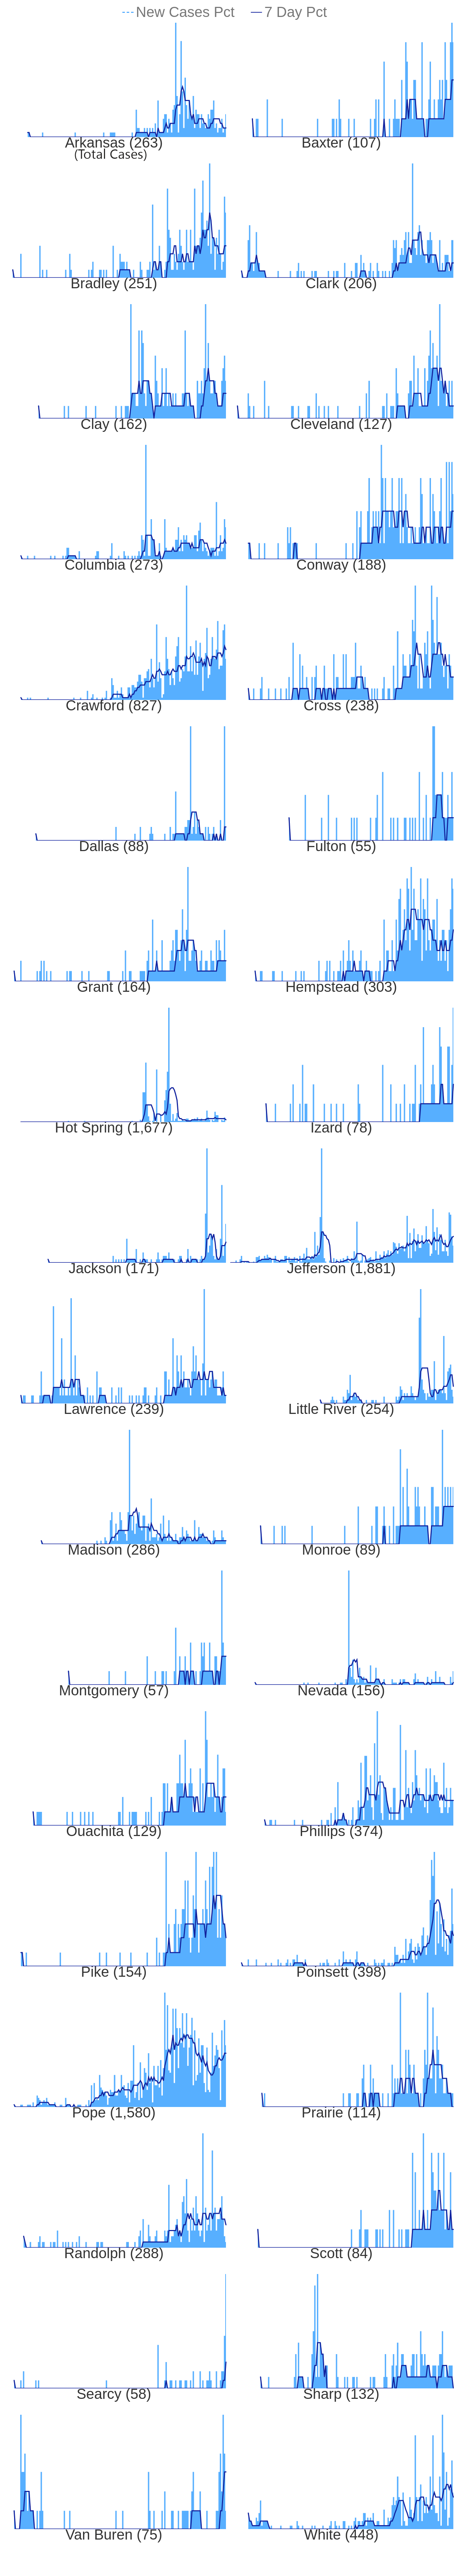 New Cases Pct 7 Day Pct
Arkansas (263) Baxter (107)
(Total Cases)
Bradley (251) Clark (206)
Clay (162) Cleveland (127)
Columbia (273) Conway (188)
Crawford (827) Cross (238)
Dallas (88) Fulton (55)
Grant (164) Hempstead (303)
Hot Spring (1,677) Izard (78)
Jackson (171) Jefferson (1,881)
Lawrence (239) Little River (254)
Madison (286) Monroe (89)
Montgomery (57) Nevada (156)
Ouachita (129) Phillips (374)
Pike (154) Poinsett (398)
Pope (1,580) Prairie (114)
Randolph (288) Scott (84)
Searcy (58) Sharp (132)
Van Buren (75) White (448)